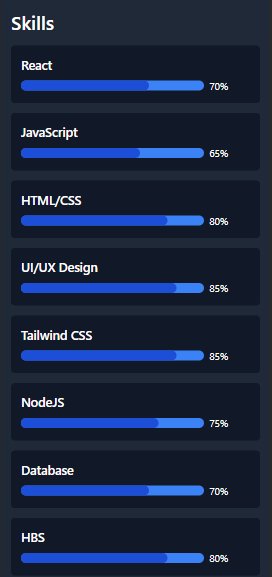 Skills
React
70%
JavaScript
65%
HTML/CSS
80%
UI/UX Design
85%
Tailwind CSS
85%
NodeJS
75%
Database
70%
HBS
80%